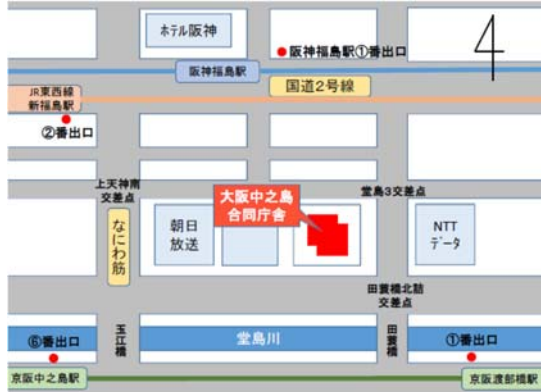 ホテル阪神
阪神福島駅①番出口
阪神福島駅
国道2号線
JR東西線
新福島駅
②番出口
上天神南
交差点
大阪中之島
合同庁舎
堂島3交差点
なにわ筋
朝日
放送
NTT
データ
田蓑橋北詰
交差点
⑥番出口
玉江橋
堂島川
田蓑橋
①番出口
京阪中之島駅
京阪渡部橋駅